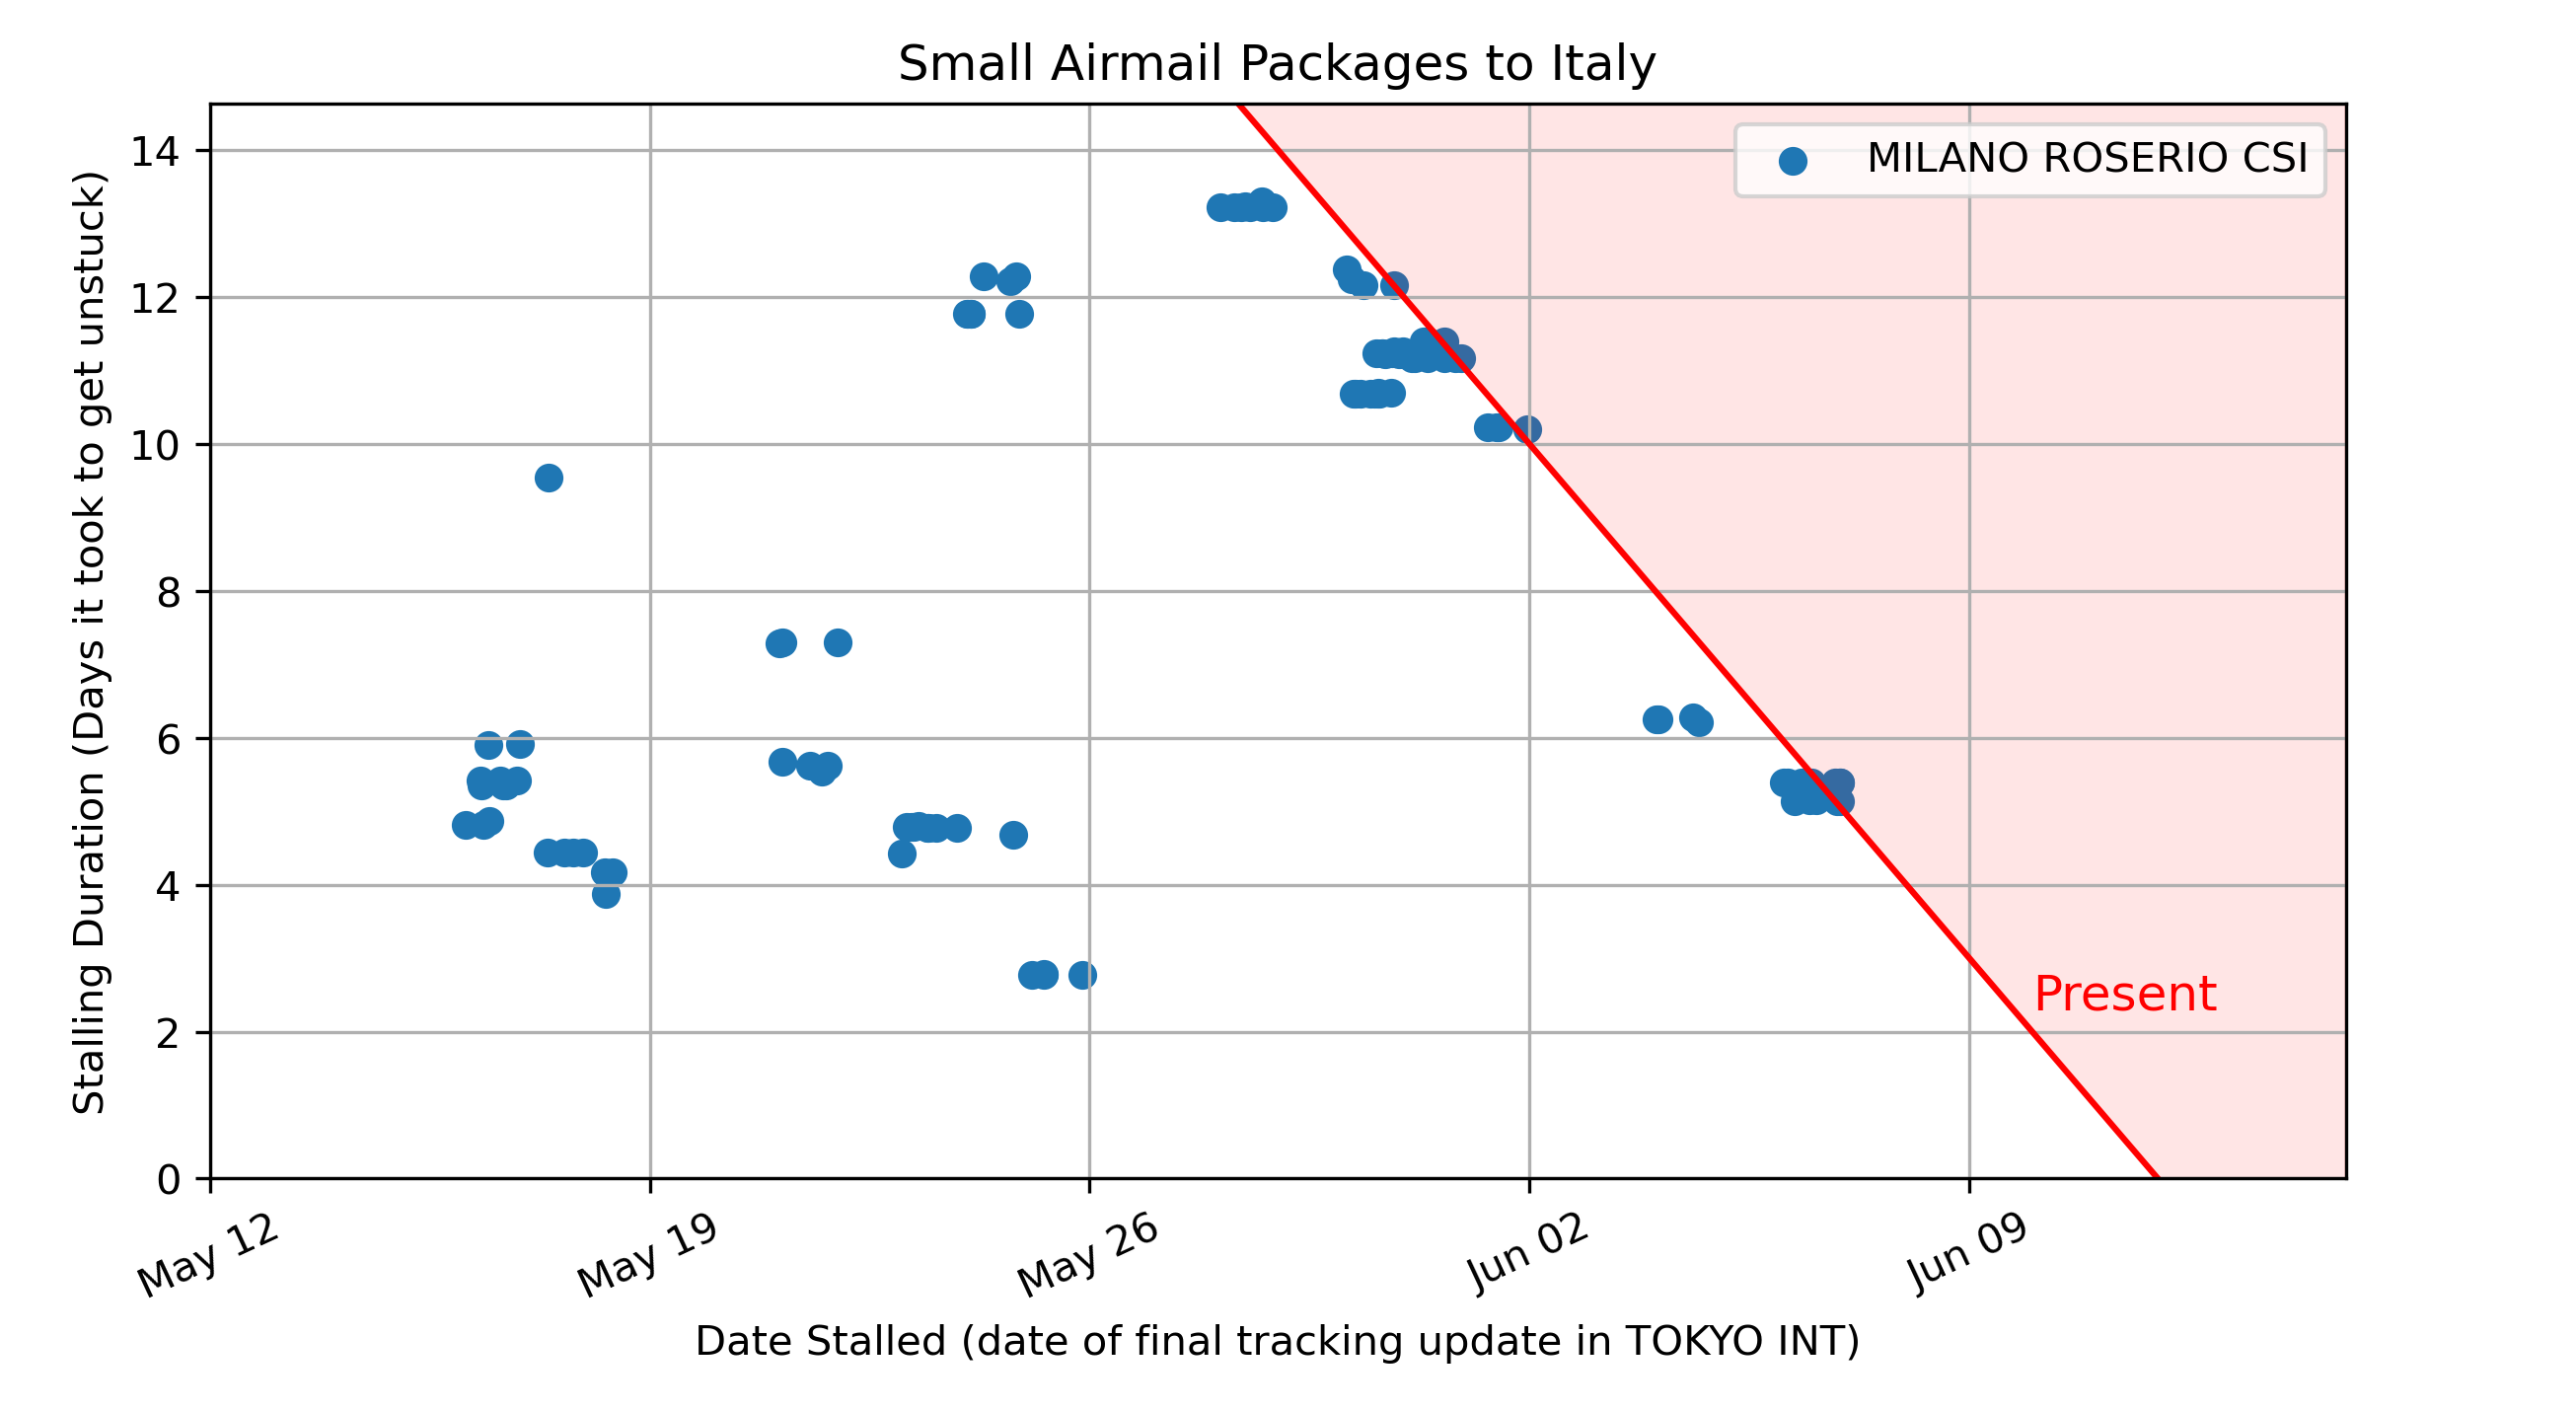 Small Airmail Packages to Italy
MILANO ROSERIO CSI
Stalling Duration (Days it took to get unstuck)
14
12
10
8
6
4
2
0
Present
May 12
May 19
May 26
Jun 02
Jun 09
Date Stalled (date of final tracking update in TOKYO INT)